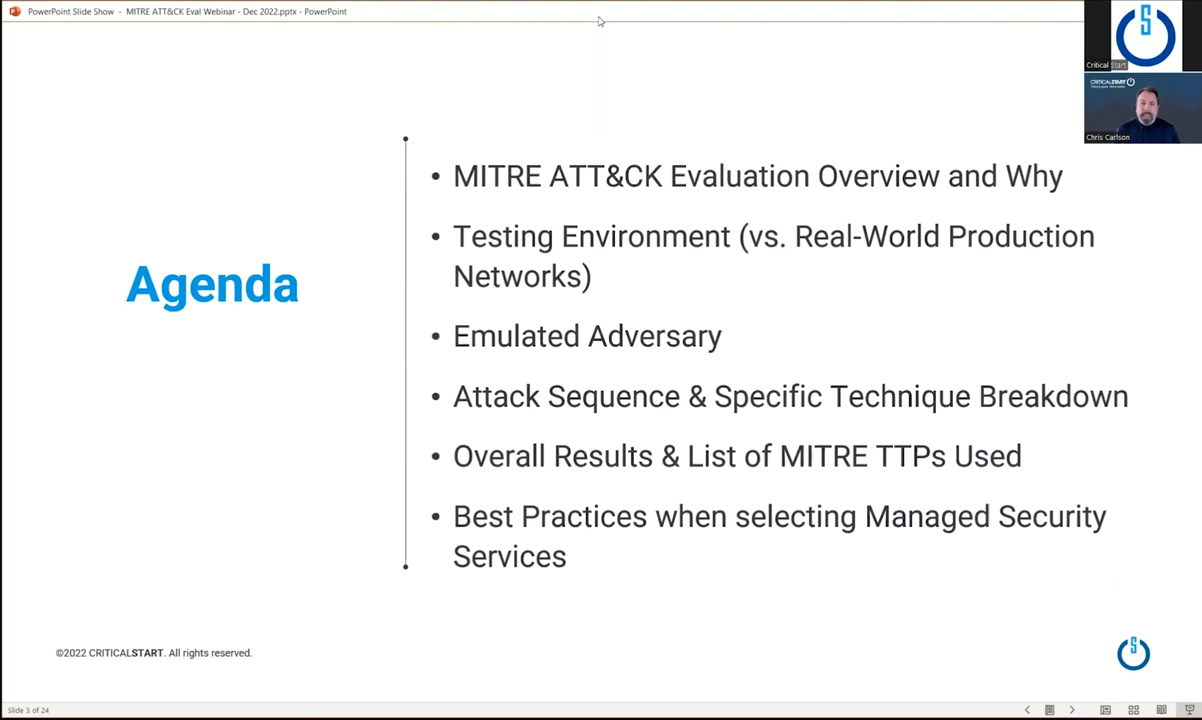 PowerPoint Slide Show - MITRE ATT&CK Eval Webinar - Dec 2022.pptx - PowerPoint
Critical Start
CRITICALSTART
Chris Carlson
Agenda
• MITRE ATT&CK Evaluation Overview and Why
• Testing Environment (vs. Real-World Production
Networks)
• Emulated Adversary
• Attack Sequence & Specific Technique Breakdown
• Overall Results & List of MITRE TTPs Used
• Best Practices when selecting Managed Security
Services
©2022 CRITICALSTART. All rights reserved.
Slide 3 of 24